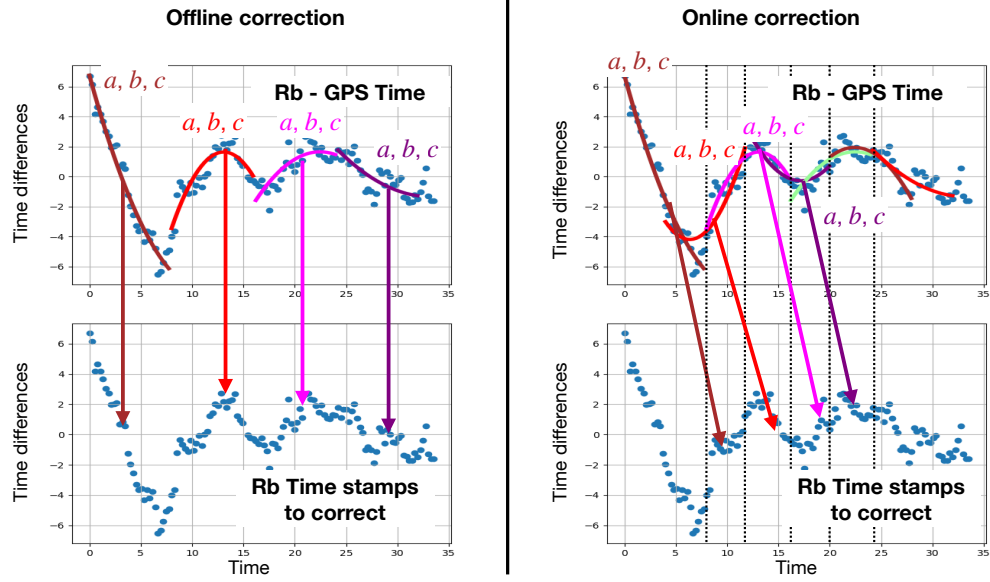 Offline correction
a, b, c
Rb - GPS Time
a, b, c
a, b, c
a, b, c
Time differences
6
4
2
0
−2
−4
−6
0
5
10
15
20
25
30
35
Time differences
6
4
2
0
−2
−4
−6
Rb Time stamps
to correct
0
5
10
15
20
25
30
35
Time
Online correction
a, b, c
Rb - GPS Time
a, b, c
a, b, c
a, b, c
Time differences
6
4
2
0
−2
−4
−6
0
5
10
15
20
25
30
35
Time differences
6
4
2
0
−2
−4
−6
Rb Time stamps
to correct
0
5
10
15
20
25
30
35
Time